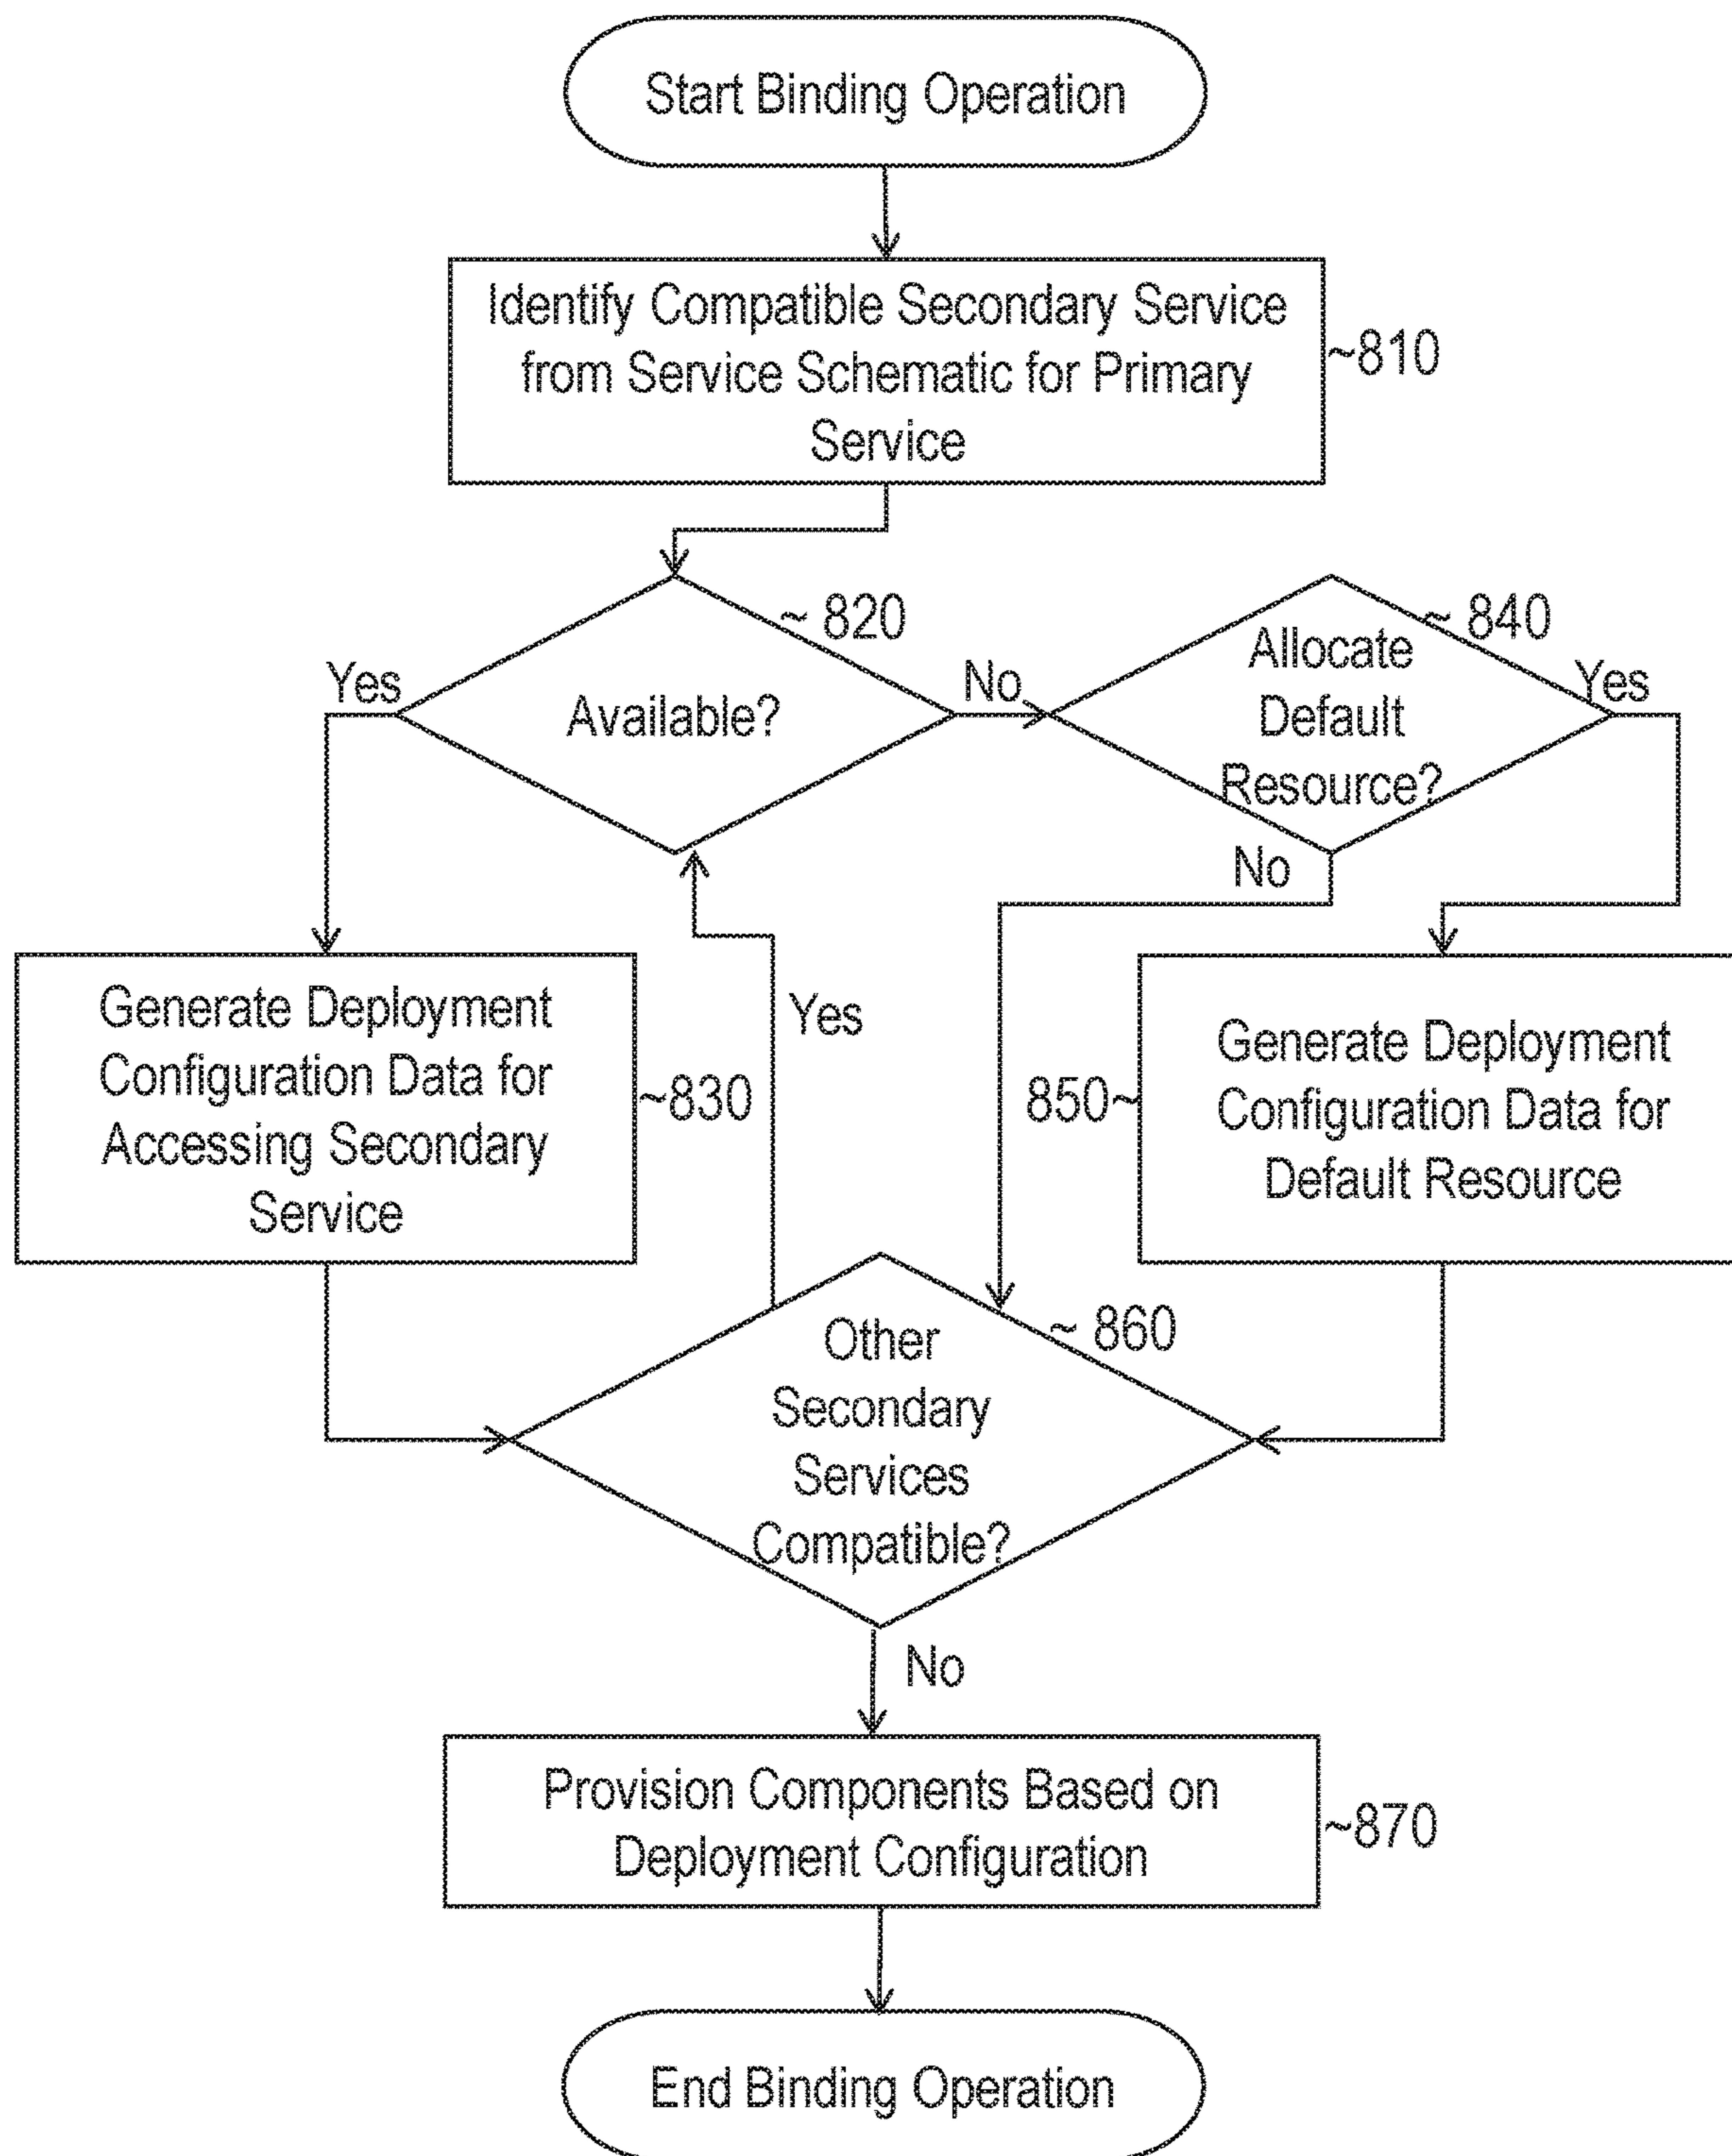 Start Binding Operation
Identify Compatible Secondary Service
from Service Schematic for Primary
Service
~810
~ 820
Available?
Yes
No
~ 840
Allocate
Default
Resource?
Yes
No
Generate Deployment
Configuration Data for
Accessing Secondary
Service
~830
Yes
850~
Generate Deployment
Configuration Data for
Default Resource
~ 860
Other
Secondary
Services
Compatible?
No
Provision Components Based on
Deployment Configuration
~870
End Binding Operation